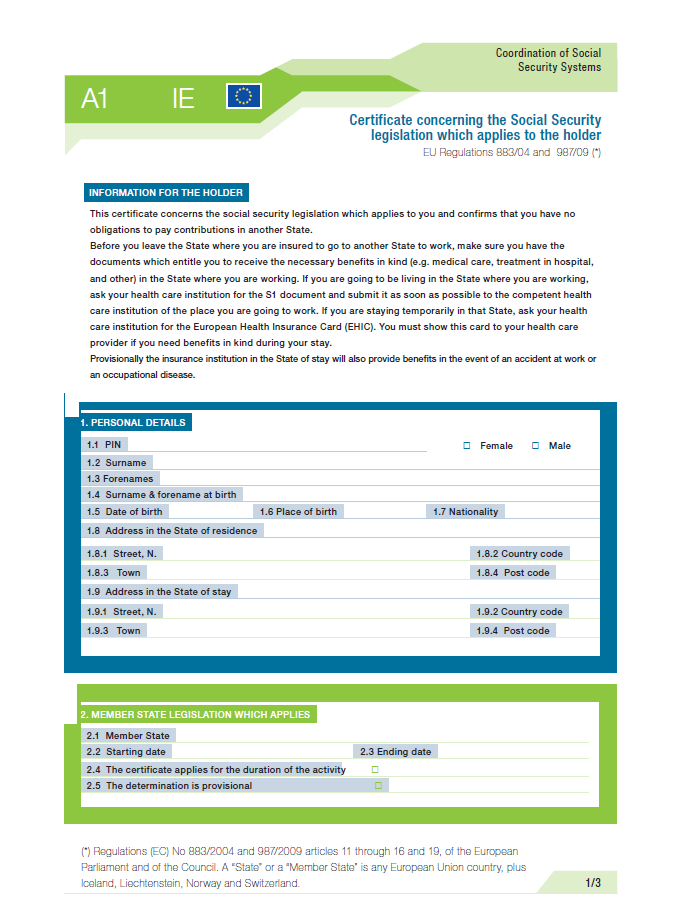 Coordination of Social
Security Systems
A1 IE
Certificate concerning the Social Security
legislation which applies to the holder
EU Regulations 883/04 and 987/09 (*)
INFORMATION FOR THE HOLDER
This certificate concerns the social security legislation which applies to you and confirms that you have no
obligations to pay contributions in another State.
Before you leave the State where you are insured to go to another State to work, make sure you have the
documents which entitle you to receive the necessary benefits in kind (e.g. medical care, treatment in hospital,
and other) in the State where you are working. If you are going to be living in the State where you are working,
ask your health care institution for the S1 document and submit it as soon as possible to the competent health
care institution of the place you are going to work. If you are staying temporarily in that State, ask your health
care institution for the European Health Insurance Card (EHIC). You must show this card to your health care
provider if you need benefits in kind during your stay.
Provisionally the insurance institution in the State of stay will also provide benefits in the event of an accident at work or
an occupational disease.
1. PERSONAL DETAILS
1.1 PIN Female Male
1.2 Surname
1.3 Forenames
1.4 Surname & forename at birth
1.5 Date of birth 1.6 Place of birth 1.7 Nationality
1.8 Address in the State of residence
1.8.1 Street, N. 1.8.2 Country code
1.8.3 Town 1.8.4 Post code
1.9 Address in the State of stay
1.9.1 Street, N. 1.9.2 Country code
1.9.3 Town 1.9.4 Post code
2. MEMBER STATE LEGISLATION WHICH APPLIES
2.1 Member State
2.2 Starting date 2.3 Ending date
2.4 The certificate applies for the duration of the activity
2.5 The determination is provisional
(*) Regulations (EC) No 883/2004 and 987/2009 articles 11 through 16 and 19, of the European
Parliament and of the Council. A “State” or a “Member State” is any European Union country, plus
Iceland, Liechtenstein, Norway and Switzerland.
1/3